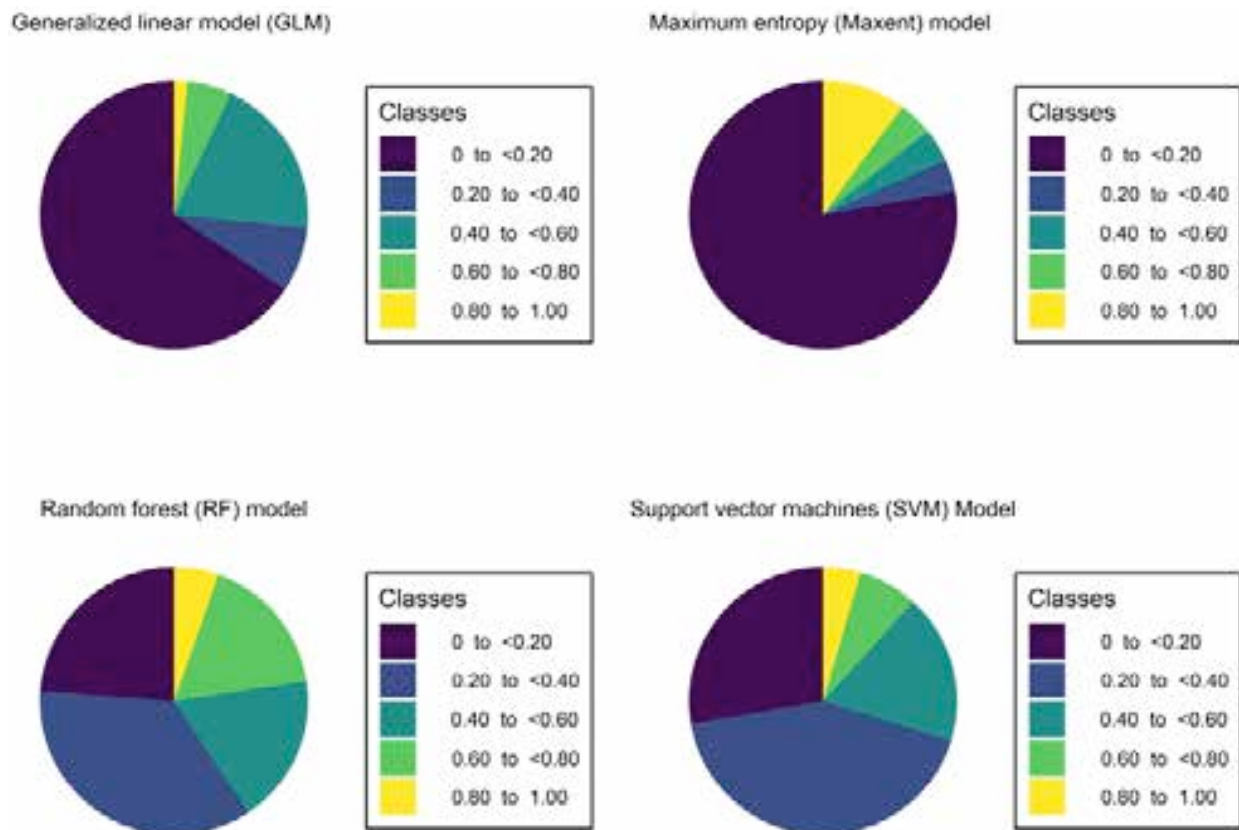 Generalized linear model (GLM)
Classes
0 to <0.20
0.20 to <0.40
0.40 to <0.60
0.60 to <0.80
0.80 to 1.00
Maximum entropy (Maxent) model
Classes
0 to <0.20
0.20 to <0.40
0.40 to <0.60
0.60 to <0.80
0.80 to 1.00
Random forest (RF) model
Classes
0 to <0.20
0.20 to <0.40
0.40 to <0.60
0.60 to <0.80
0.80 to 1.00
Support vector machines (SVM) Model
Classes
0 to <0.20
0.20 to <0.40
0.40 to <0.60
0.60 to <0.80
0.80 to 1.00